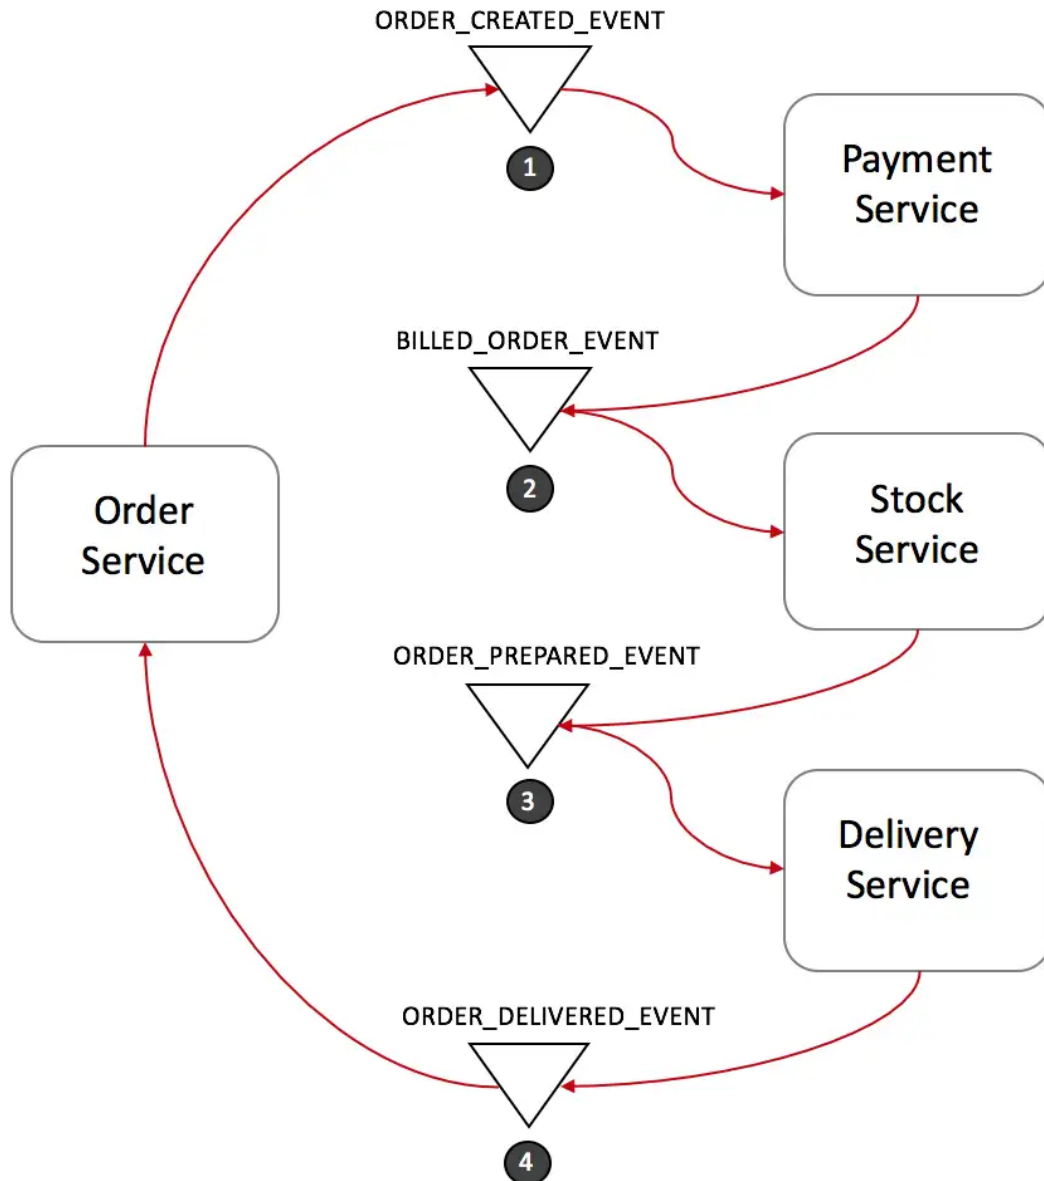 ORDER_CREATED_EVENT
1
Payment
Service
BILLED_ORDER_EVENT
2
Order
Service
Stock
Service
ORDER_PREPARED_EVENT
3
Delivery
Service
ORDER_DELIVERED_EVENT
4